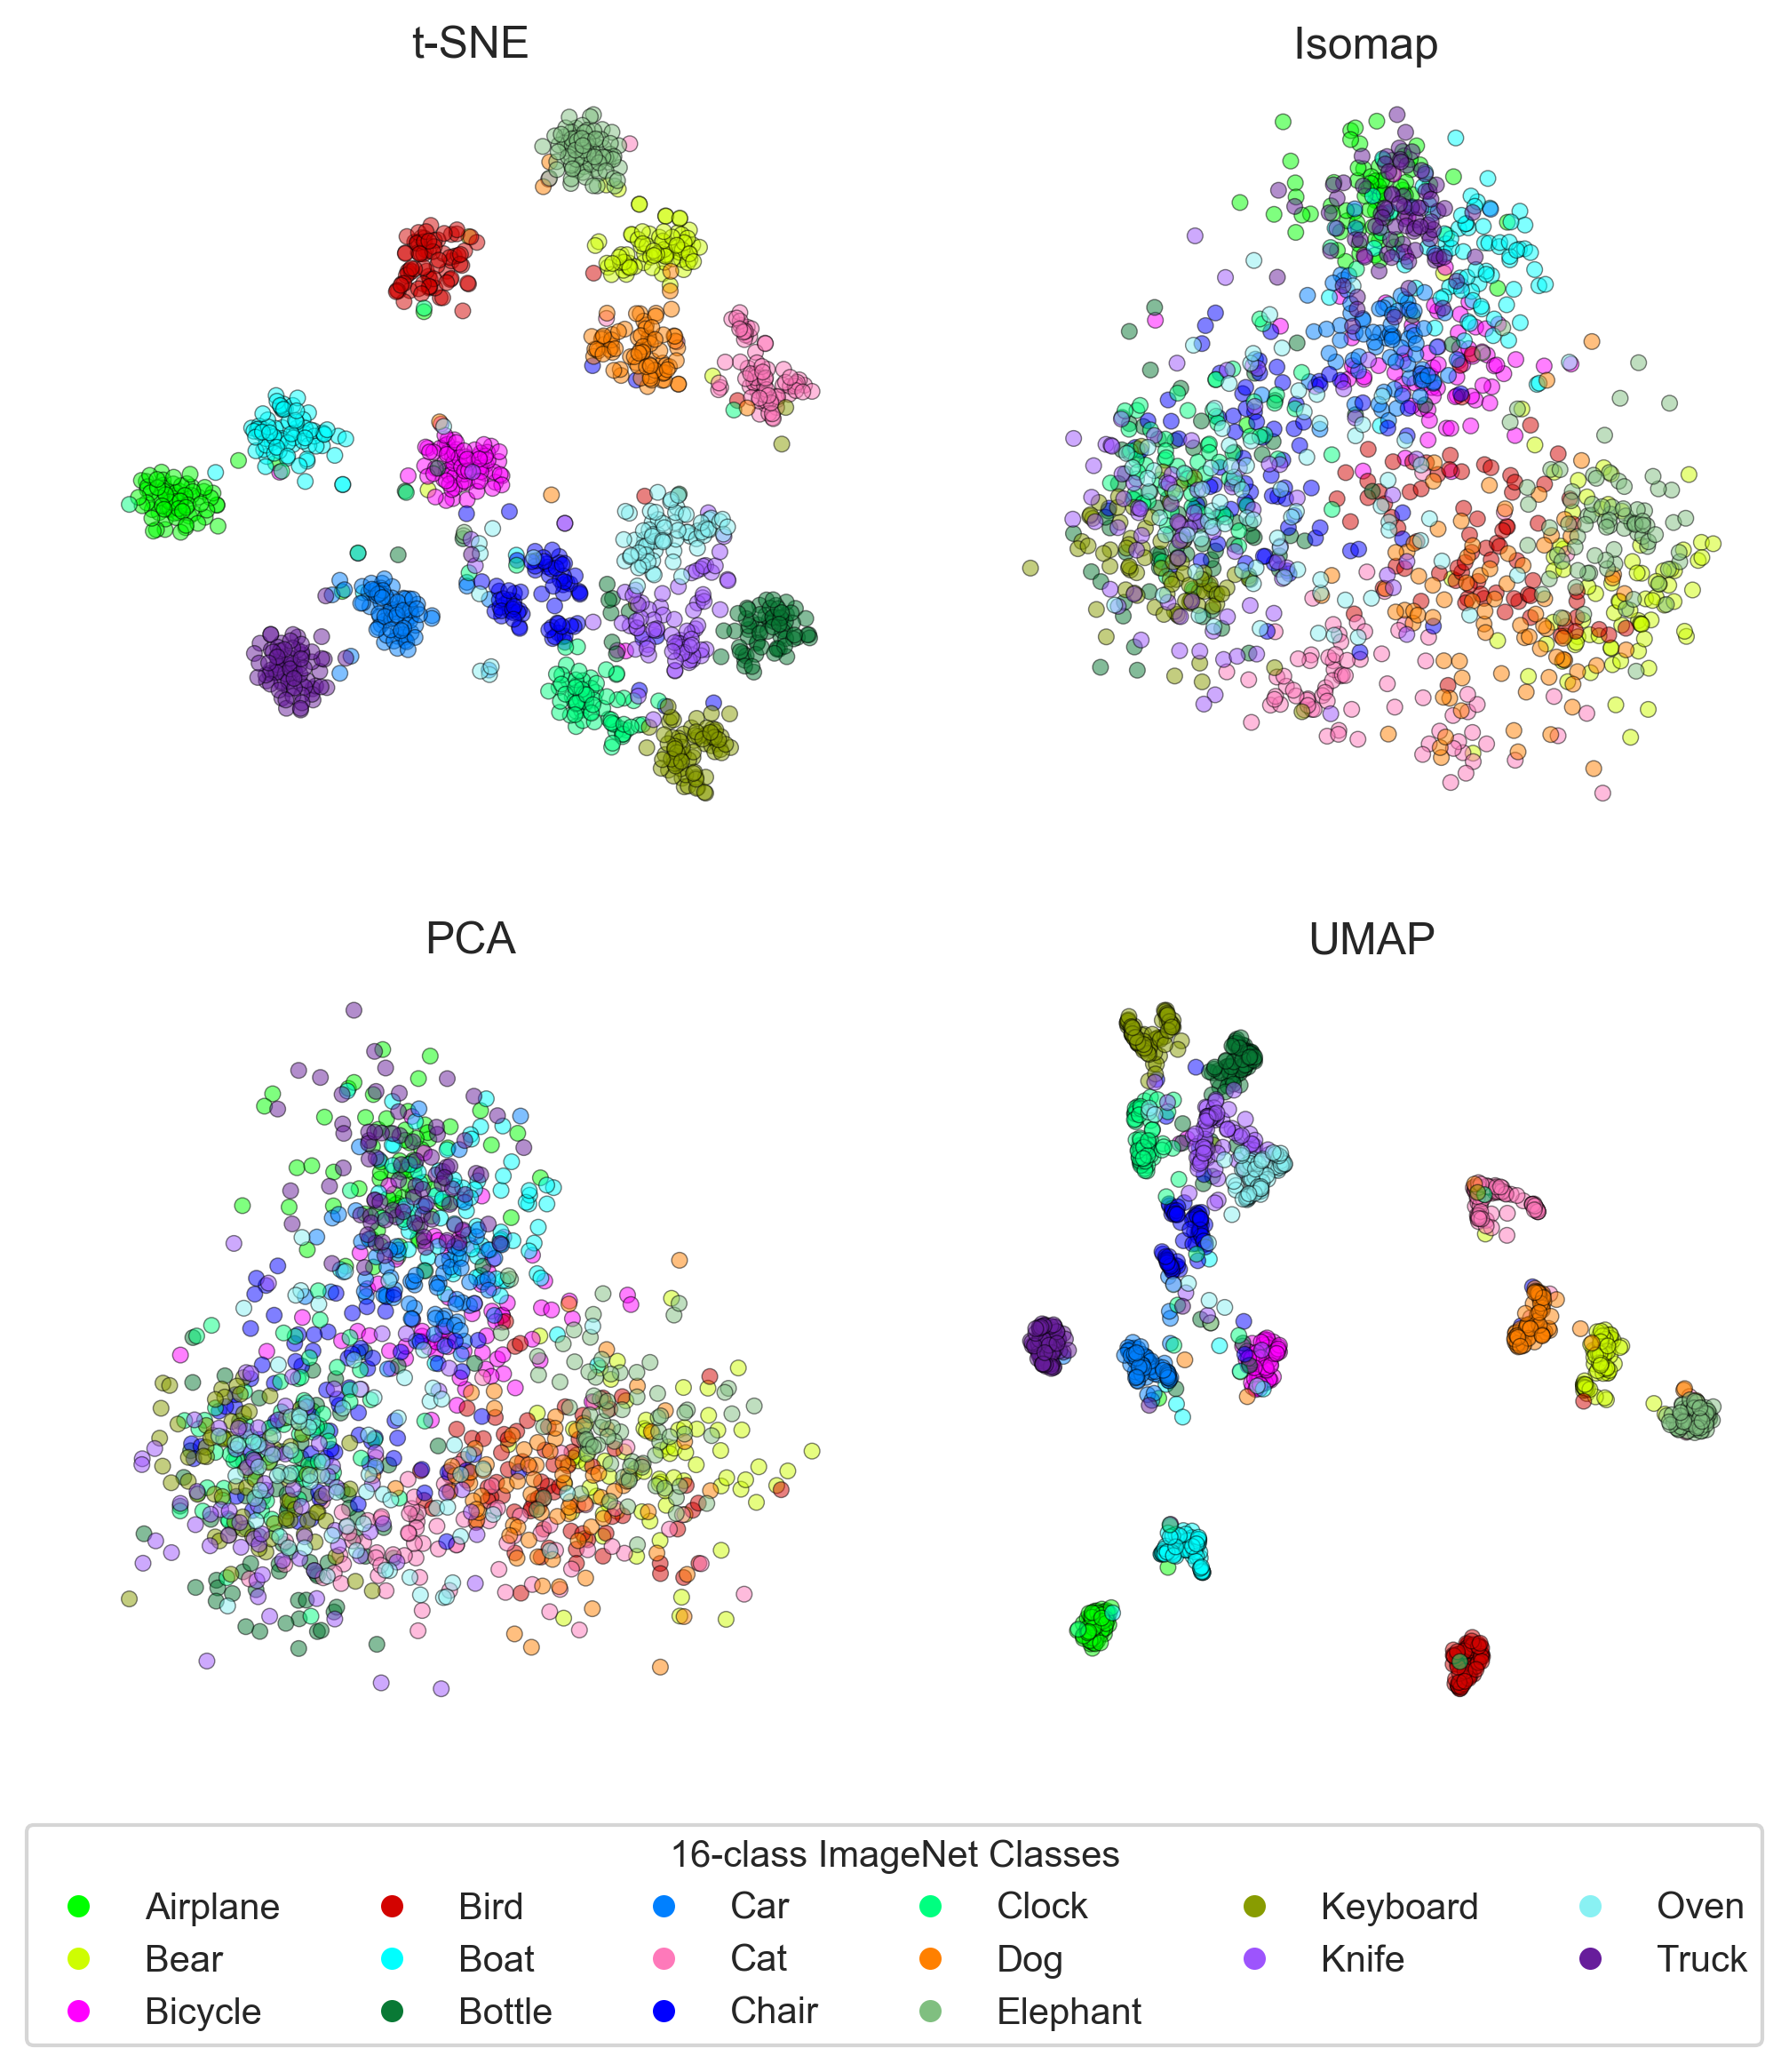 t-SNE
Isomap
PCA
UMAP
16-class ImageNet Classes
Airplane Bird Car Clock Keyboard Oven
Bear Boat Cat Dog Knife Truck
Bicycle Bottle Chair Elephant